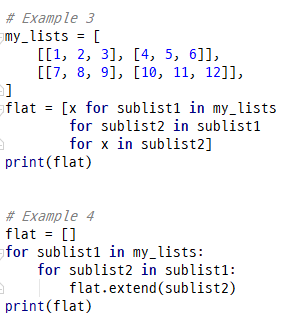 # Example 3
my_lists = [
    [[1, 2, 3], [4, 5, 6]],
    [[7, 8, 9], [10, 11, 12]],
]
flat = [x for sublist1 in my_lists
        for sublist2 in sublist1
        for x in sublist2]
print(flat)

# Example 4
flat = []
for sublist1 in my_lists:
    for sublist2 in sublist1:
        flat.extend(sublist2)
print(flat)